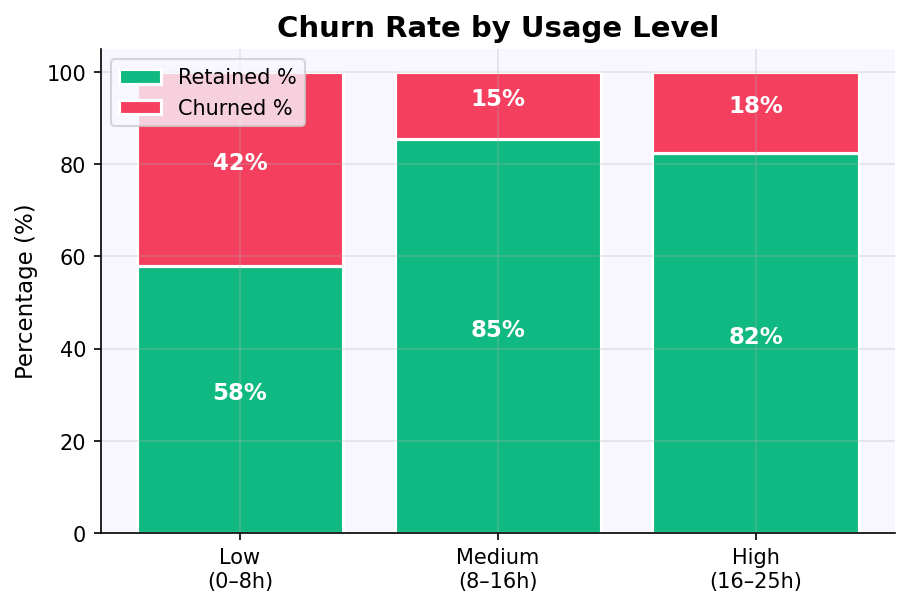 Churn Rate by Usage Level
Retained %
Churned %
Percentage (%)
100
80
60
40
20
0
42%
58%
15%
85%
18%
82%
Low
(0–8h)
Medium
(8–16h)
High
(16–25h)